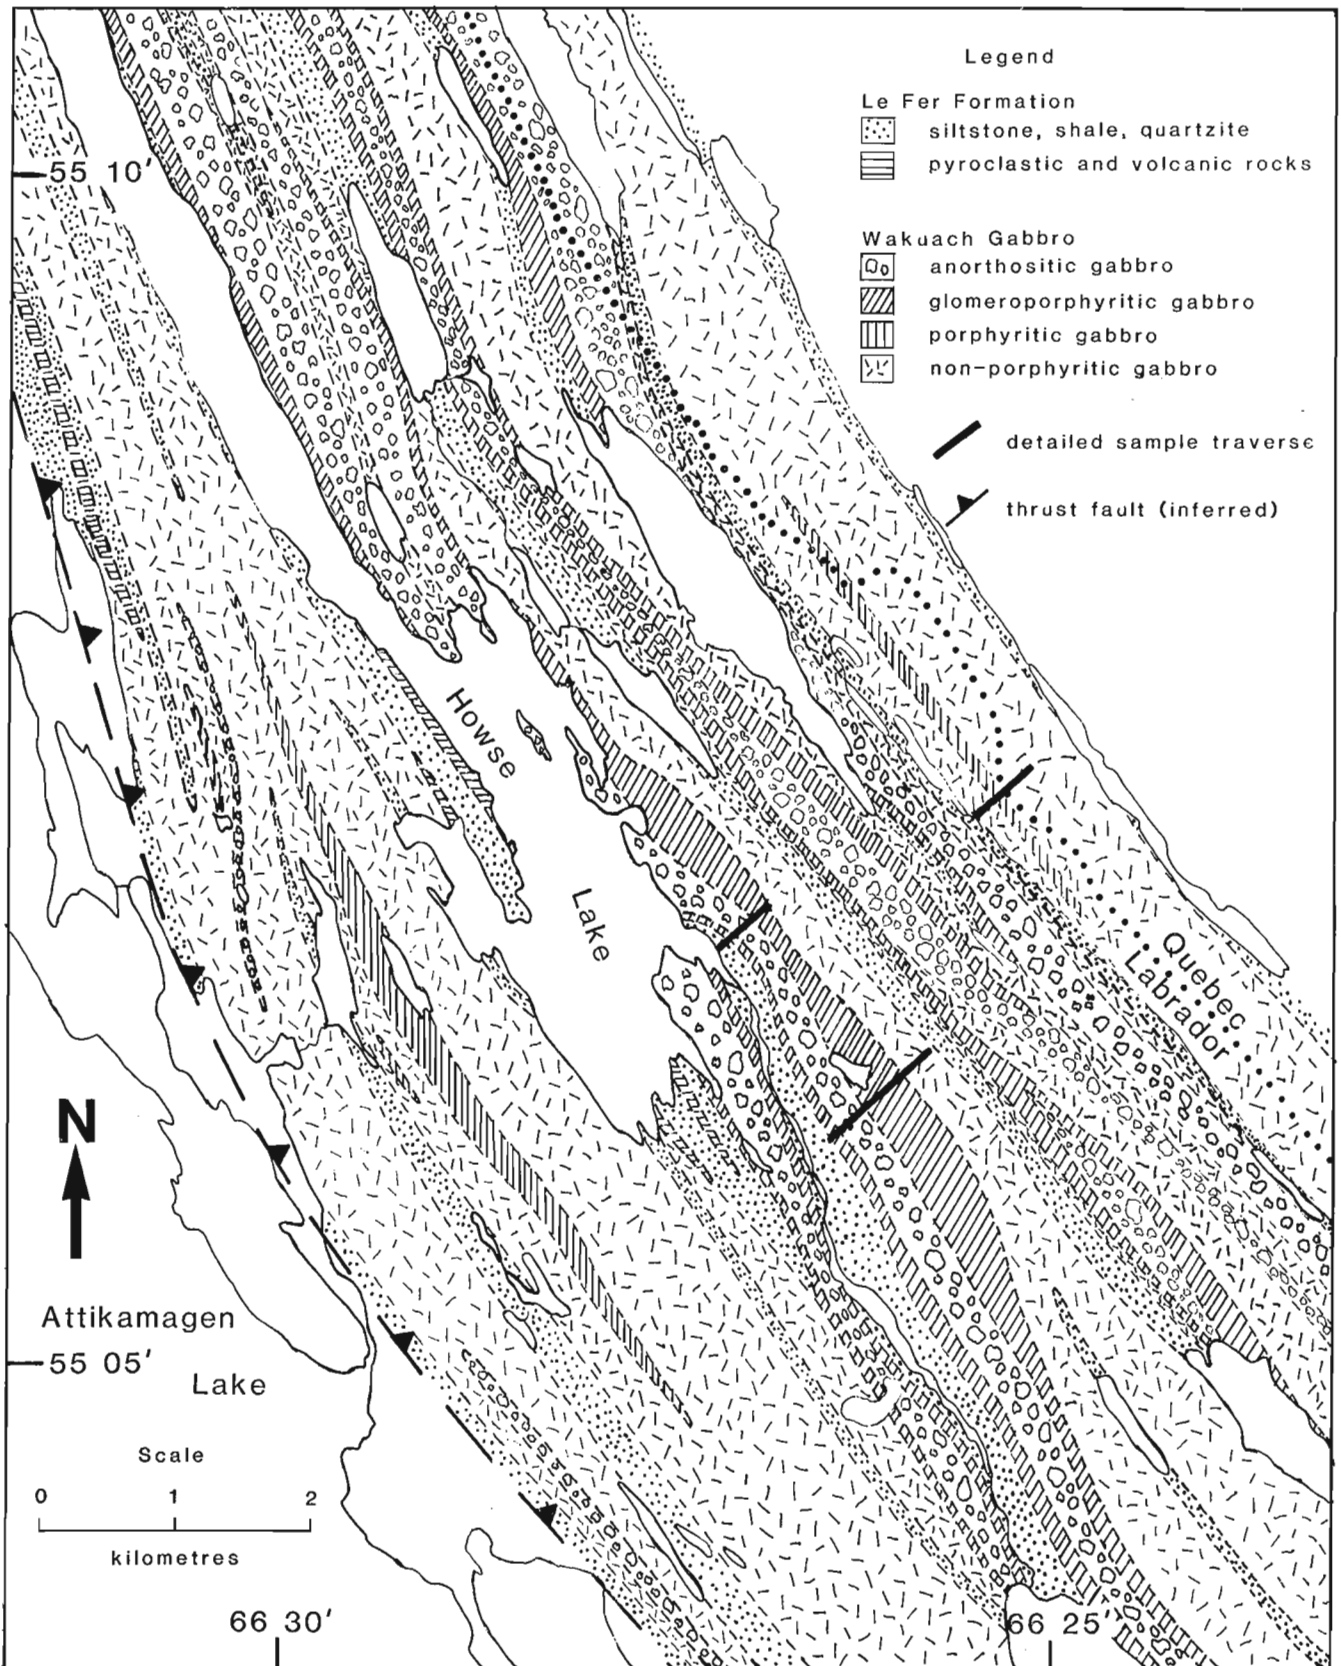 Legend
Le Fer Formation
siltstone, shale, quartzite
pyroclastic and volcanic rocks
Wakuach Gabbro
anorthositic gabbro
glomeroporphyritic gabbro
porphyritic gabbro
non-porphyritic gabbro
detailed sample traverse
thrust fault (inferred)
55 10'
Howse
Lake
Quebec
Labrador
N
Attikamagen
Lake
55 05'
Scale
0 1 2
kilometres
66 30'
66 25'